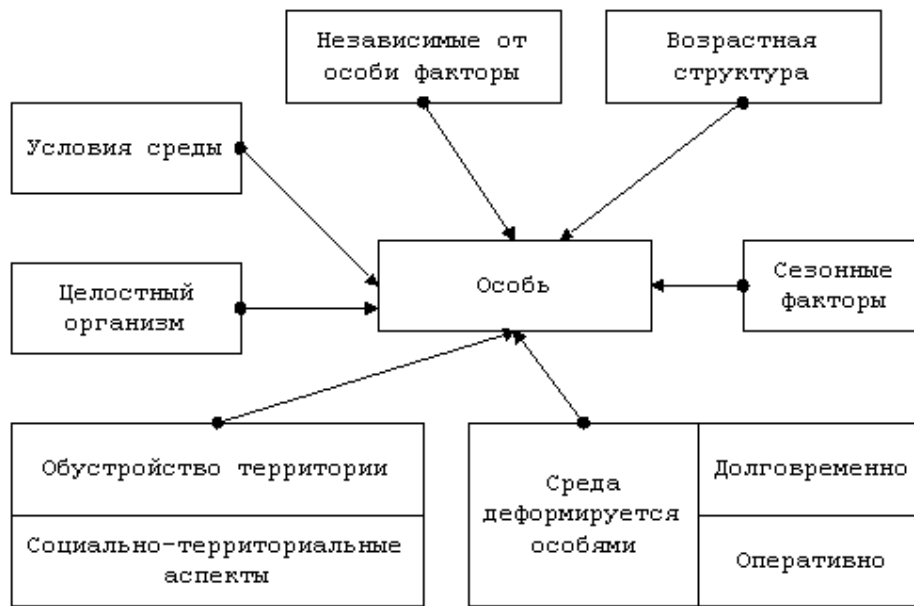 Независимые от
особи факторы
Возрастная
структура
Условия среды
Целостный
организм
Особь
Сезонные
факторы
Обустройство территории
Социально-территориальные
аспекты
Среда
деформируется
особями
Долговременно
Оперативно